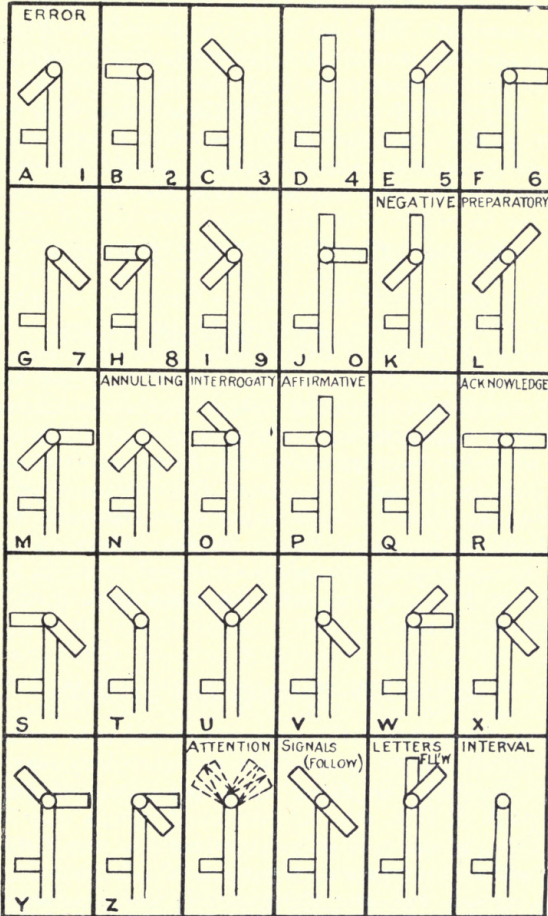 ERROR
A 1 B 2 C 3 D 4 E 5 F 6
NEGATIVE PREPARATORY
G 7 H 8 I 9 J 0 K L
ANNULLING INTERROGATY AFFIRMATIVE ACKNOWLEDGE
M N O P Q R
S T U V W X
ATTENTION SIGNALS LETTERS INTERVAL
(FOLLOW) FLL'W
Y Z